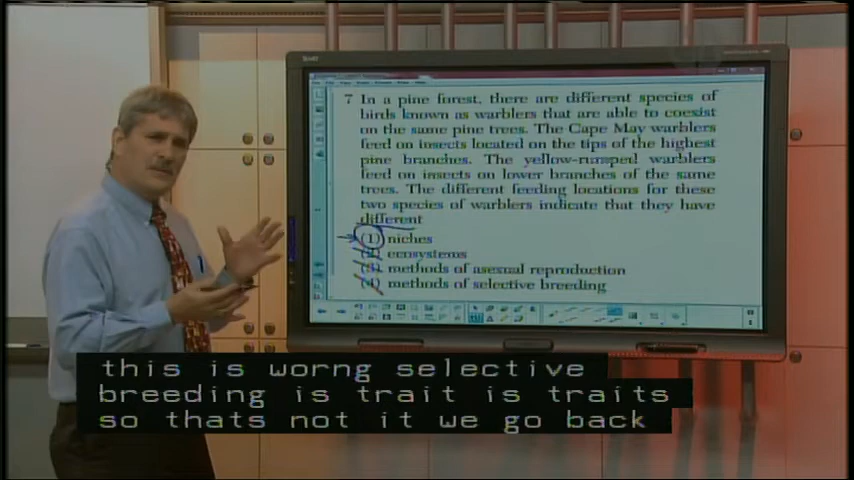 SMART
7 In a pine forest, there are different species of
birds known as warblers that are able to coexist
on the same pine trees. The Cape May warblers
feed on insects located on the tips of the highest
pine branches. The yellow-rumped warblers
feed on insects on lower branches of the same
trees. The different feeding locations for these
two species of warblers indicate that they have
different
(1) niches
(2) ecosystems
(3) methods of asexual reproduction
(4) methods of selective breeding
this is worng selective
breeding is trait is traits
so thats not it we go back